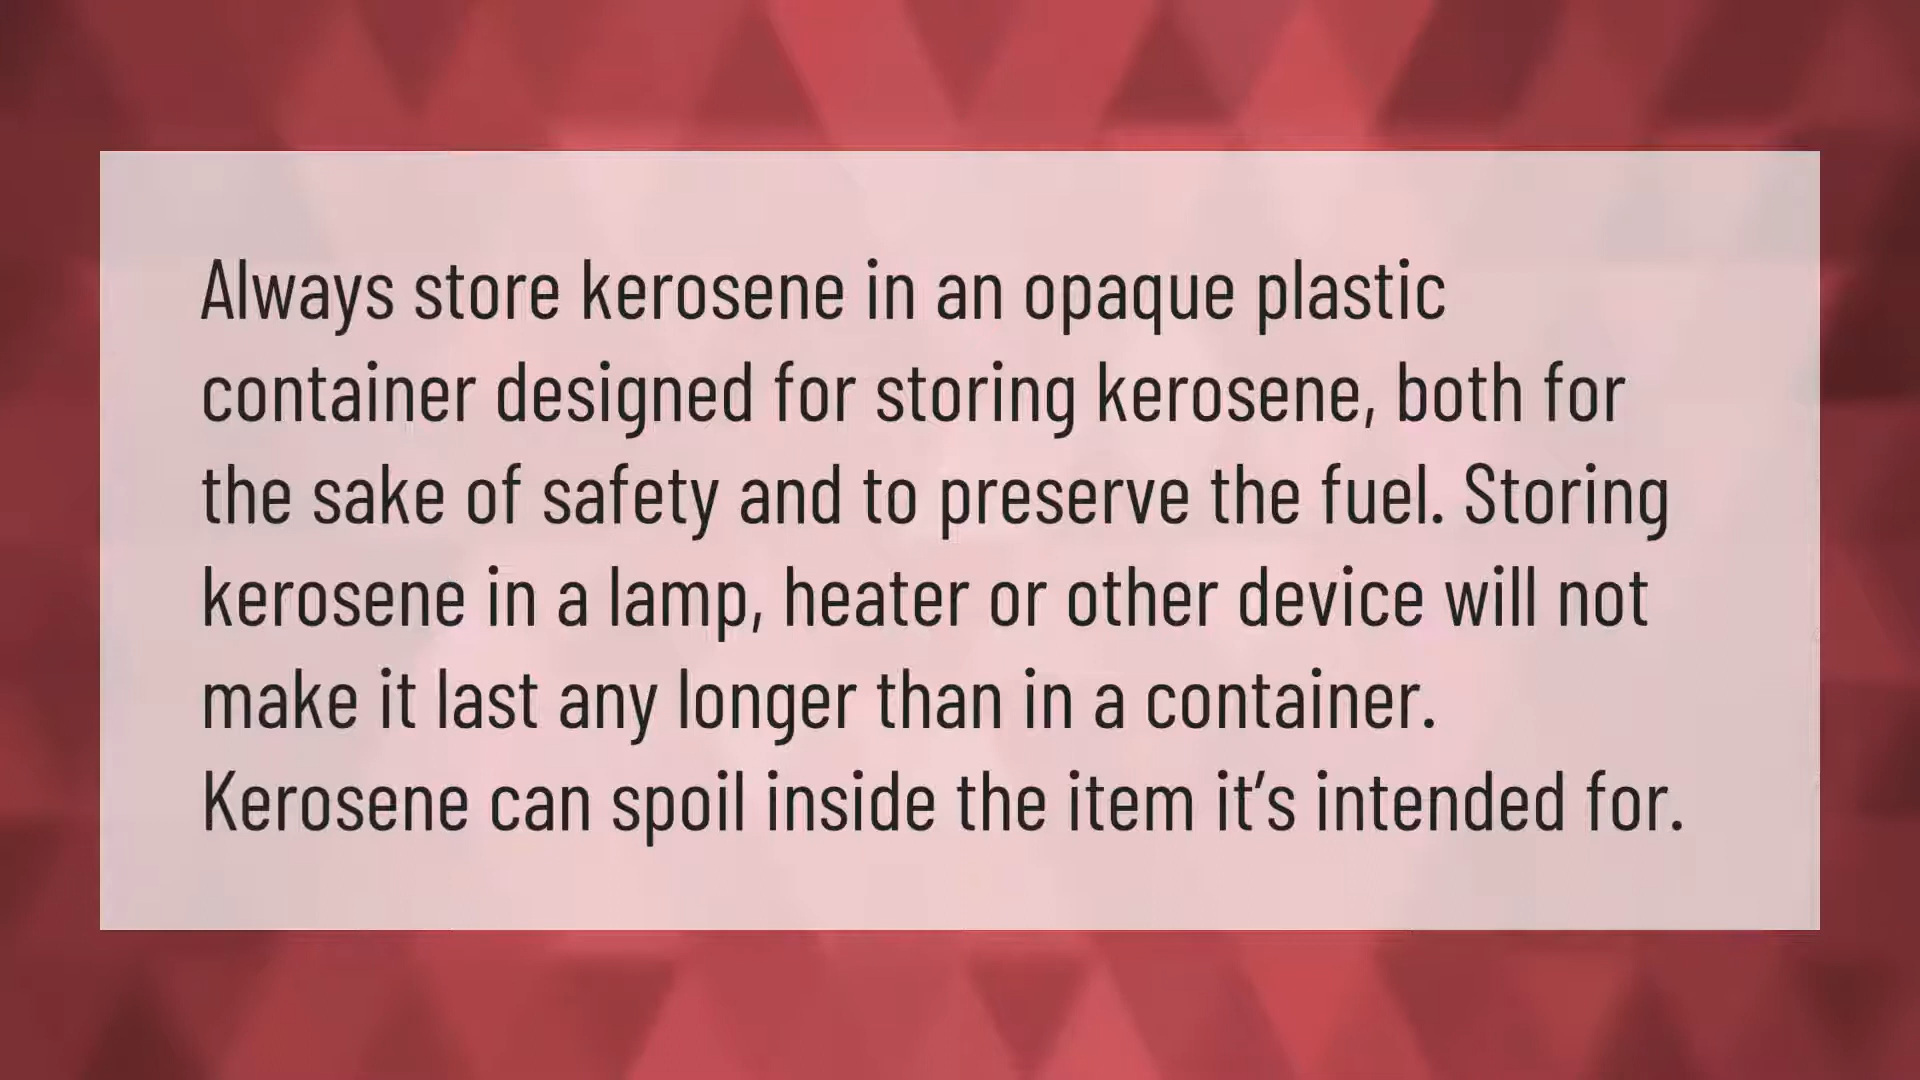 Always store kerosene in an opaque plastic
container designed for storing kerosene, both for
the sake of safety and to preserve the fuel. Storing
kerosene in a lamp, heater or other device will not
make it last any longer than in a container.
Kerosene can spoil inside the item it’s intended for.